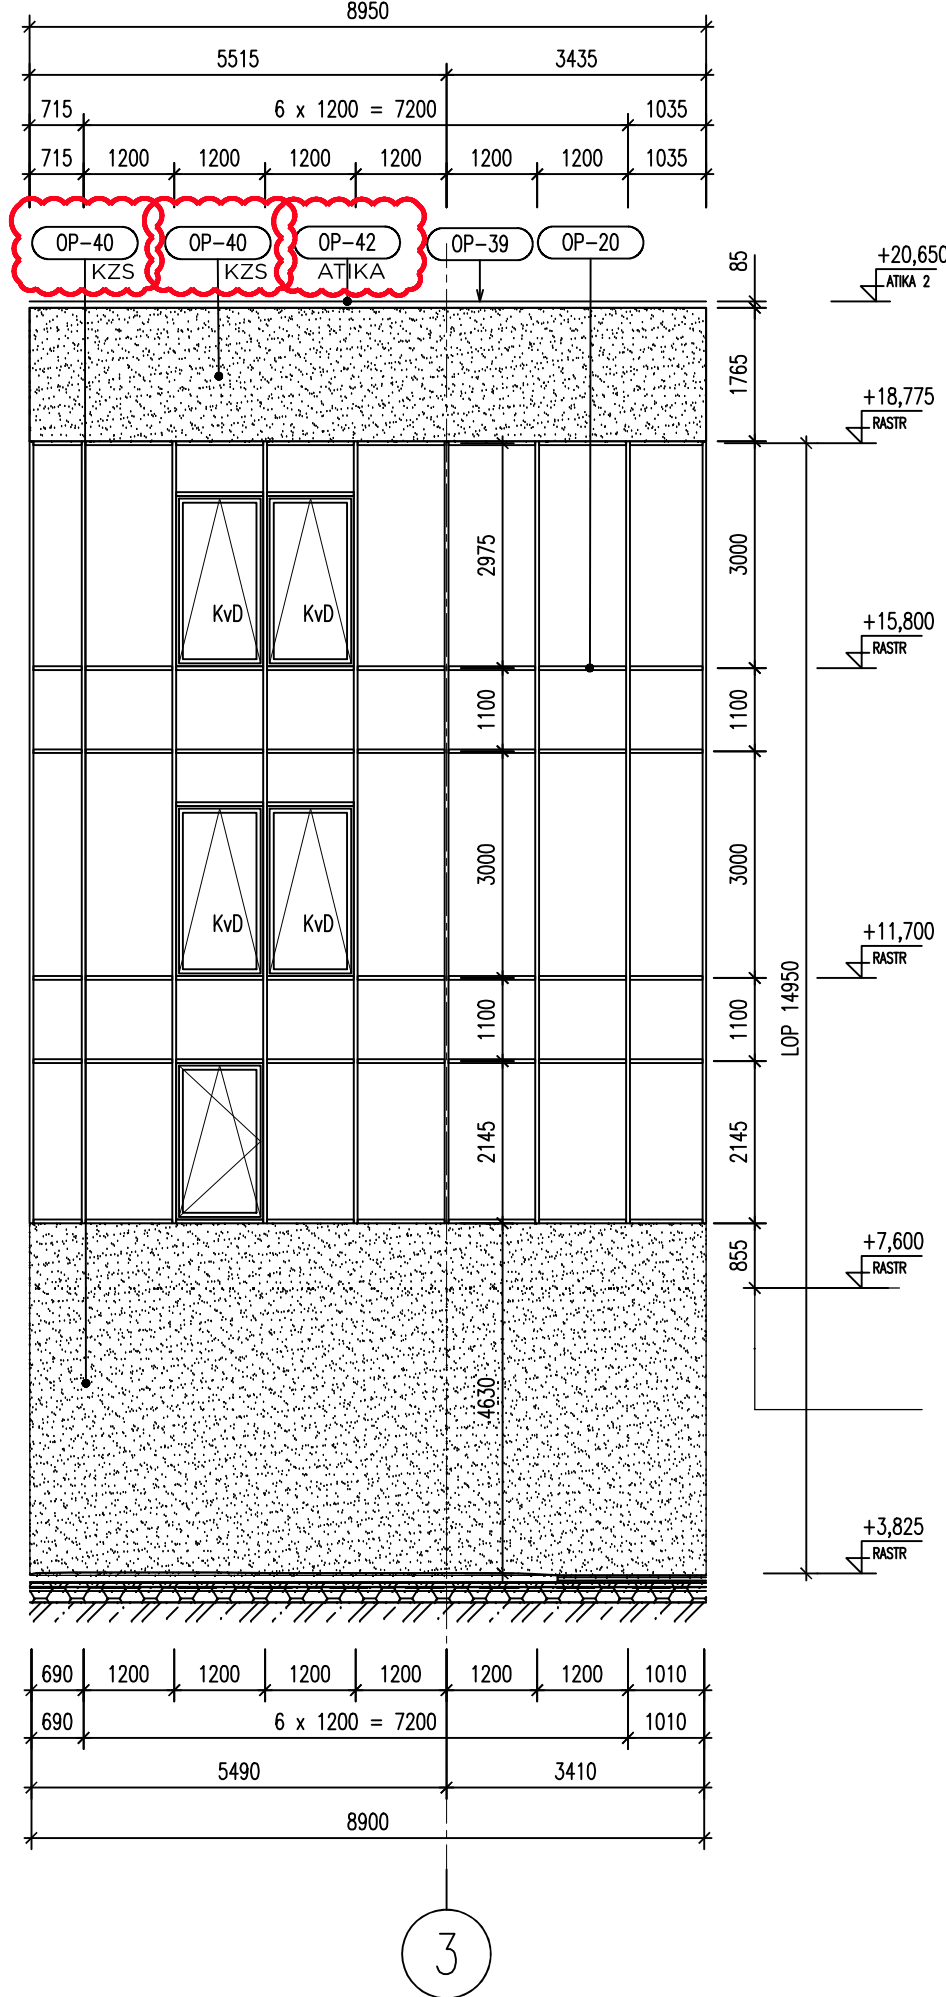 8950
5515 3435
715 6 x 1200 = 7200 1035
715 1200 1200 1200 1200 1200 1200 1035
OP-40 OP-40 OP-42 OP-39 OP-20
KZS KZS ATIKA
85
+20,650
ATIKA 2
1765
+18,775
RASTR
2975
3000
KvD KvD
+15,800
RASTR
1100
1100
3000
3000
KvD KvD
+11,700
RASTR
LOP 14950
1100
2145
2145
855
+7,600
RASTR
4630
+3,825
RASTR
690 1200 1200 1200 1200 1200 1200 1010
690 6 x 1200 = 7200 1010
5490 3410
8900
3